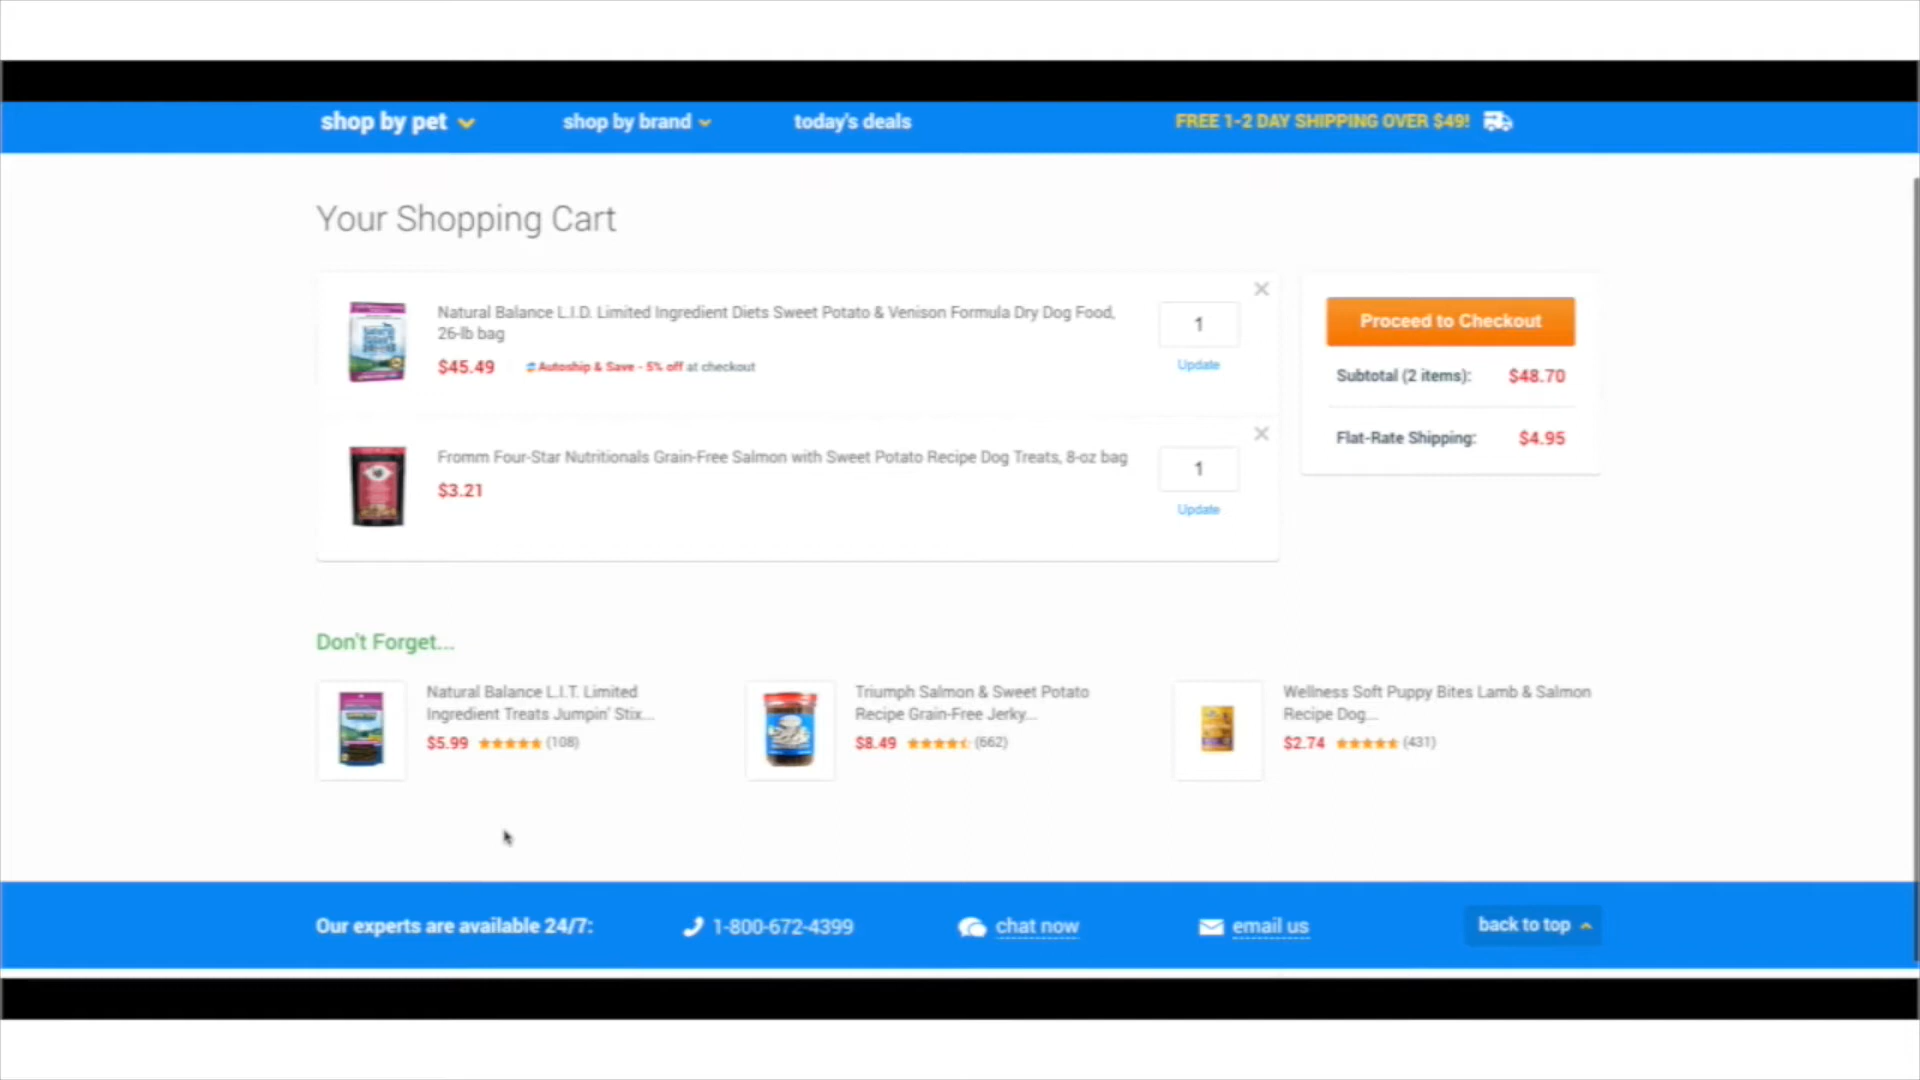 shop by pet
shop by brand
today's deals
FREE 1-2 DAY SHIPPING OVER $49!
Your Shopping Cart
Natural Balance L.I.D. Limited Ingredient Diets Sweet Potato & Venison Formula Dry Dog Food,
26-lb bag
$45.49
Autoship & Save - 5% off at checkout
1
Update
Fromm Four-Star Nutritionals Grain-Free Salmon with Sweet Potato Recipe Dog Treats, 8-oz bag
$3.21
1
Update
Proceed to Checkout
Subtotal (2 items): $48.70
Flat-Rate Shipping: $4.95
Don't Forget...
Natural Balance L.I.T. Limited
Ingredient Treats Jumpin' Stix...
$5.99 (108)
Triumph Salmon & Sweet Potato
Recipe Grain-Free Jerky...
$8.49 (662)
Wellness Soft Puppy Bites Lamb & Salmon
Recipe Dog...
$2.74 (431)
Our experts are available 24/7:
1-800-672-4399
chat now
email us
back to top